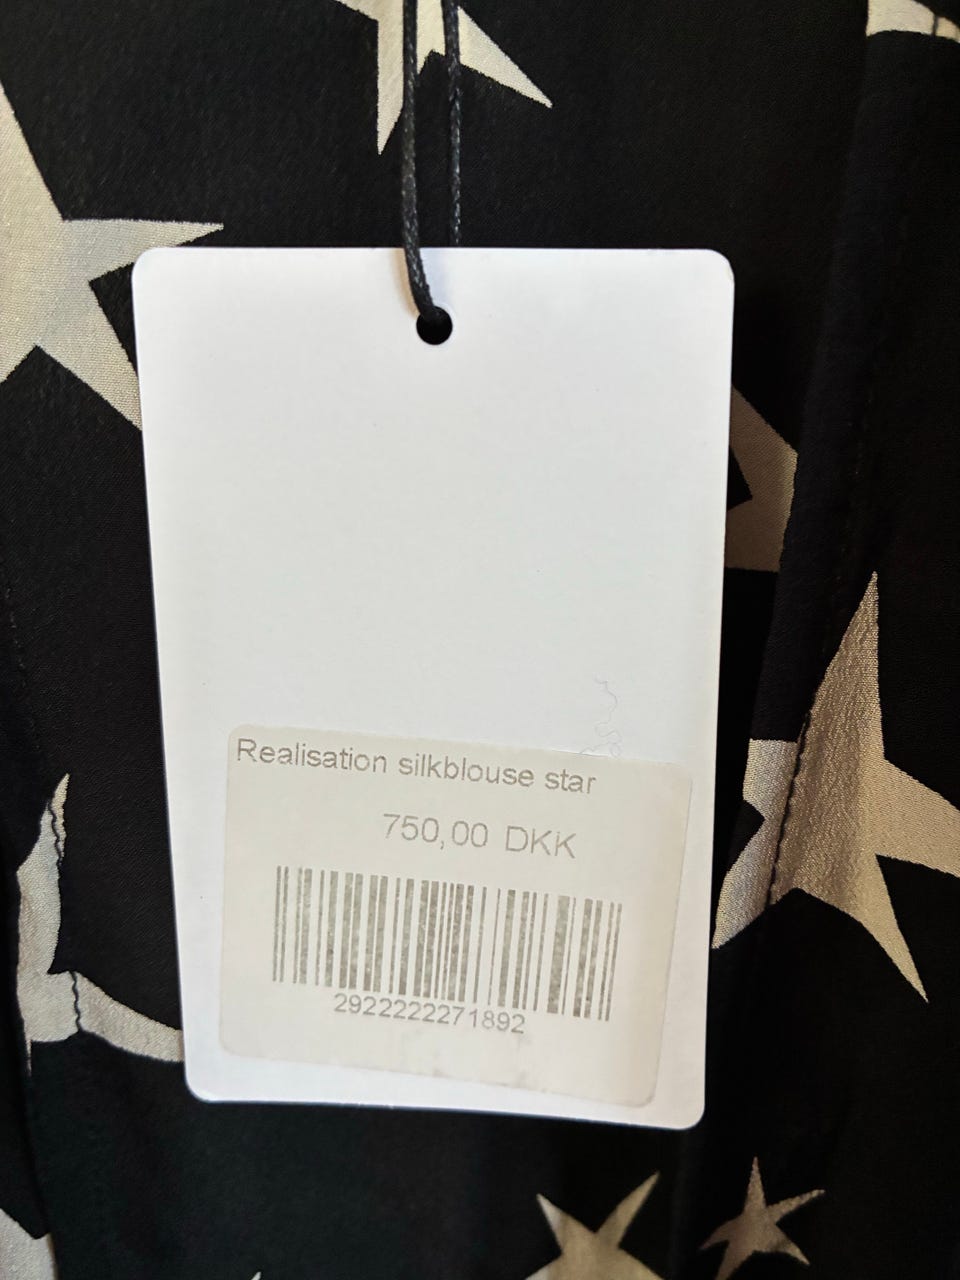 Realisation silkblouse star
750,00 DKK
2922222271892